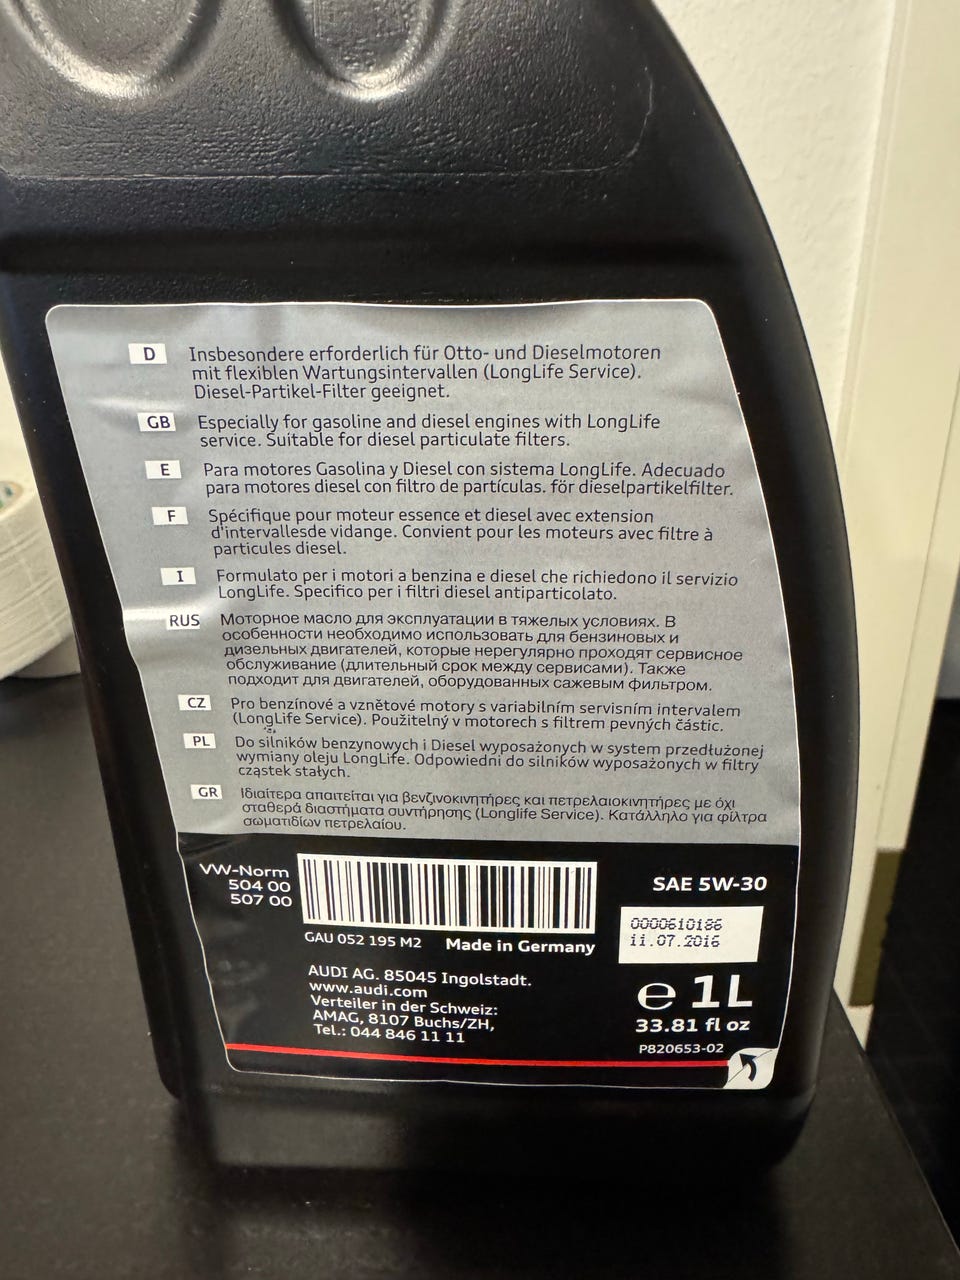 D Insbesondere erforderlich für Otto- und Dieselmotoren
mit flexiblen Wartungsintervallen (LongLife Service).
Diesel-Partikel-Filter geeignet.
GB Especially for gasoline and diesel engines with LongLife
service. Suitable for diesel particulate filters.
E Para motores Gasolina y Diesel con sistema LongLife. Adecuado
para motores diesel con filtro de partículas. för dieselpartikelfilter.
F Spécifique pour moteur essence et diesel avec extension
d'intervallesde vidange. Convient pour les moteurs avec filtre à
particules diesel.
I Formulato per i motori a benzina e diesel che richiedono il servizio
LongLife. Specifico per i filtri diesel antiparticolato.
RUS Моторное масло для эксплуатации в тяжелых условиях. В
особенности необходимо использовать для бензиновых и
дизельных двигателей, которые нерегулярно проходят сервисное
обслуживание (длительный срок между сервисами). Также
подходит для двигателей, оборудованных сажевым фильтром.
CZ Pro benzínové a vznětové motory s variabilním servisním intervalem
(LongLife Service). Použitelný v motorech s filtrem pevných částic.
PL Do silników benzynowych i Diesel wyposażonych w system przedłużonej
wymiany oleju LongLife. Odpowiedni do silników wyposażonych w filtry
cząstek stałych.
GR Ιδιαίτερα απαιτείται για βενζινοκινητήρες και πετρελαιοκινητήρες με όχι
σταθερά διαστήματα συντήρησης (Longlife Service). Κατάλληλο για φίλτρα
σωματιδίων πετρελαίου.
VW-Norm
504 00
507 00
SAE 5W-30
GAU 052 195 M2 Made in Germany
0000610186
11.07.2016
AUDI AG. 85045 Ingolstadt.
www.audi.com
Verteiler in der Schweiz:
AMAG, 8107 Buchs/ZH,
Tel.: 044 846 11 11
e 1L
33.81 fl oz
P820653-02